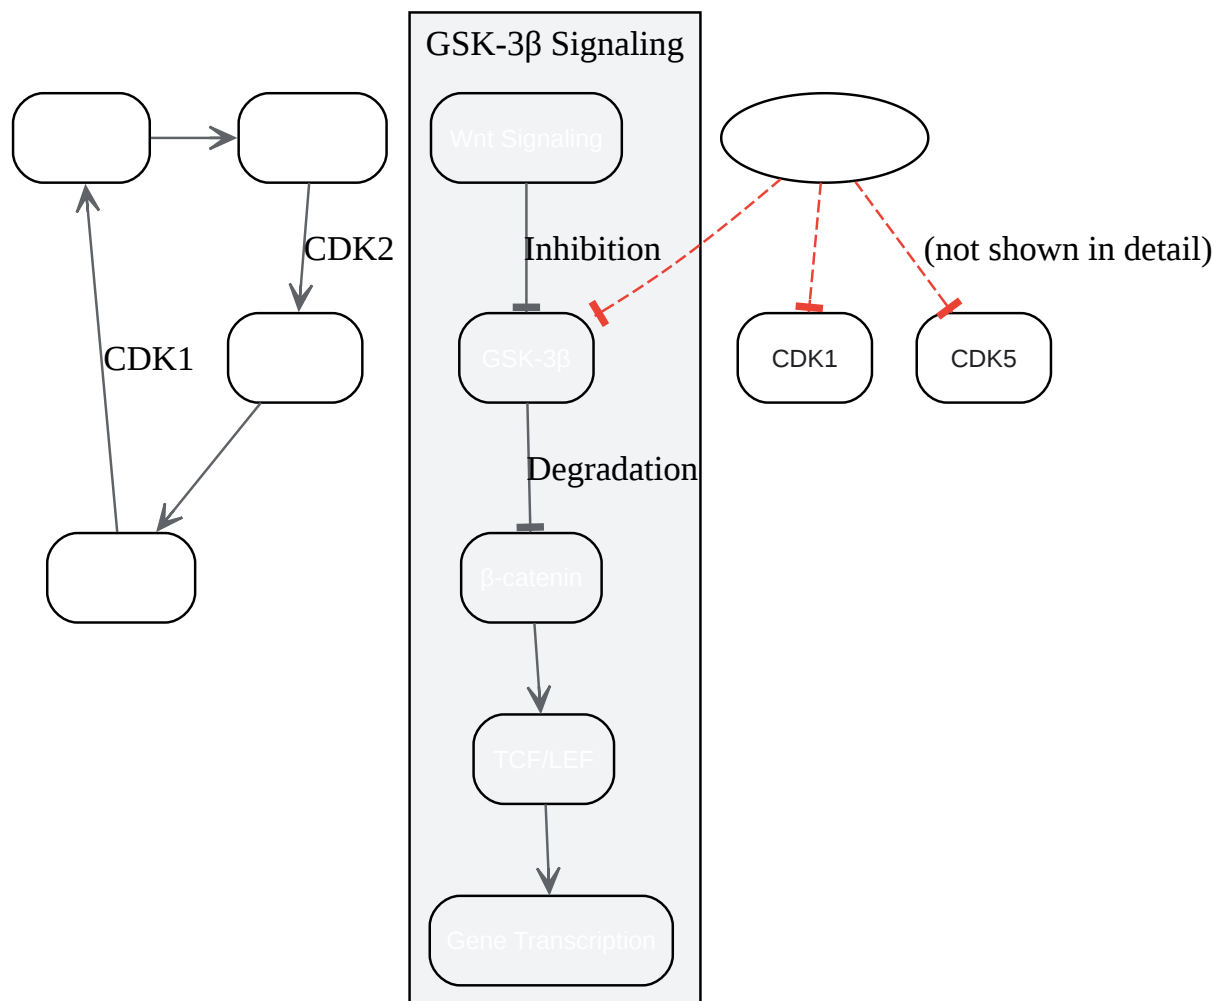 GSK-3β Signaling
Wnt Signaling
CDK2
Inhibition
(not shown in detail)
CDK1
GSK-3β
CDK1
CDK5
Degradation
β-catenin
TCF/LEF
Gene Transcription